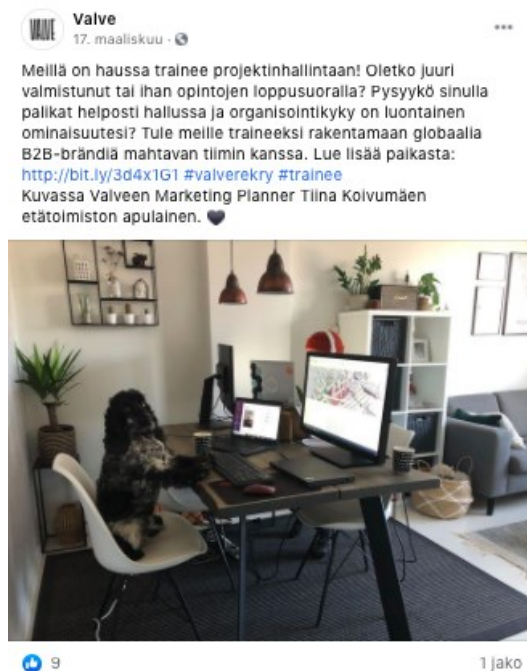 VALVE
Valve
17. maaliskuu ·
Meillä on haussa trainee projektinhallintaan! Oletko juuri
valmistunut tai ihan opintojen loppusuoralla? Pysyykö sinulla
palikat helposti hallussa ja organisointikyky on luontainen
ominaisuutesi? Tule meille traineeksi rakentamaan globaalia
B2B-brändiä mahtavan tiimin kanssa. Lue lisää paikasta:
http://bit.ly/3d4x1G1 #valverekry #trainee
Kuvassa Valveen Marketing Planner Tiina Koivumäen
etätoimiston apulainen. 🖤
9
1 jako